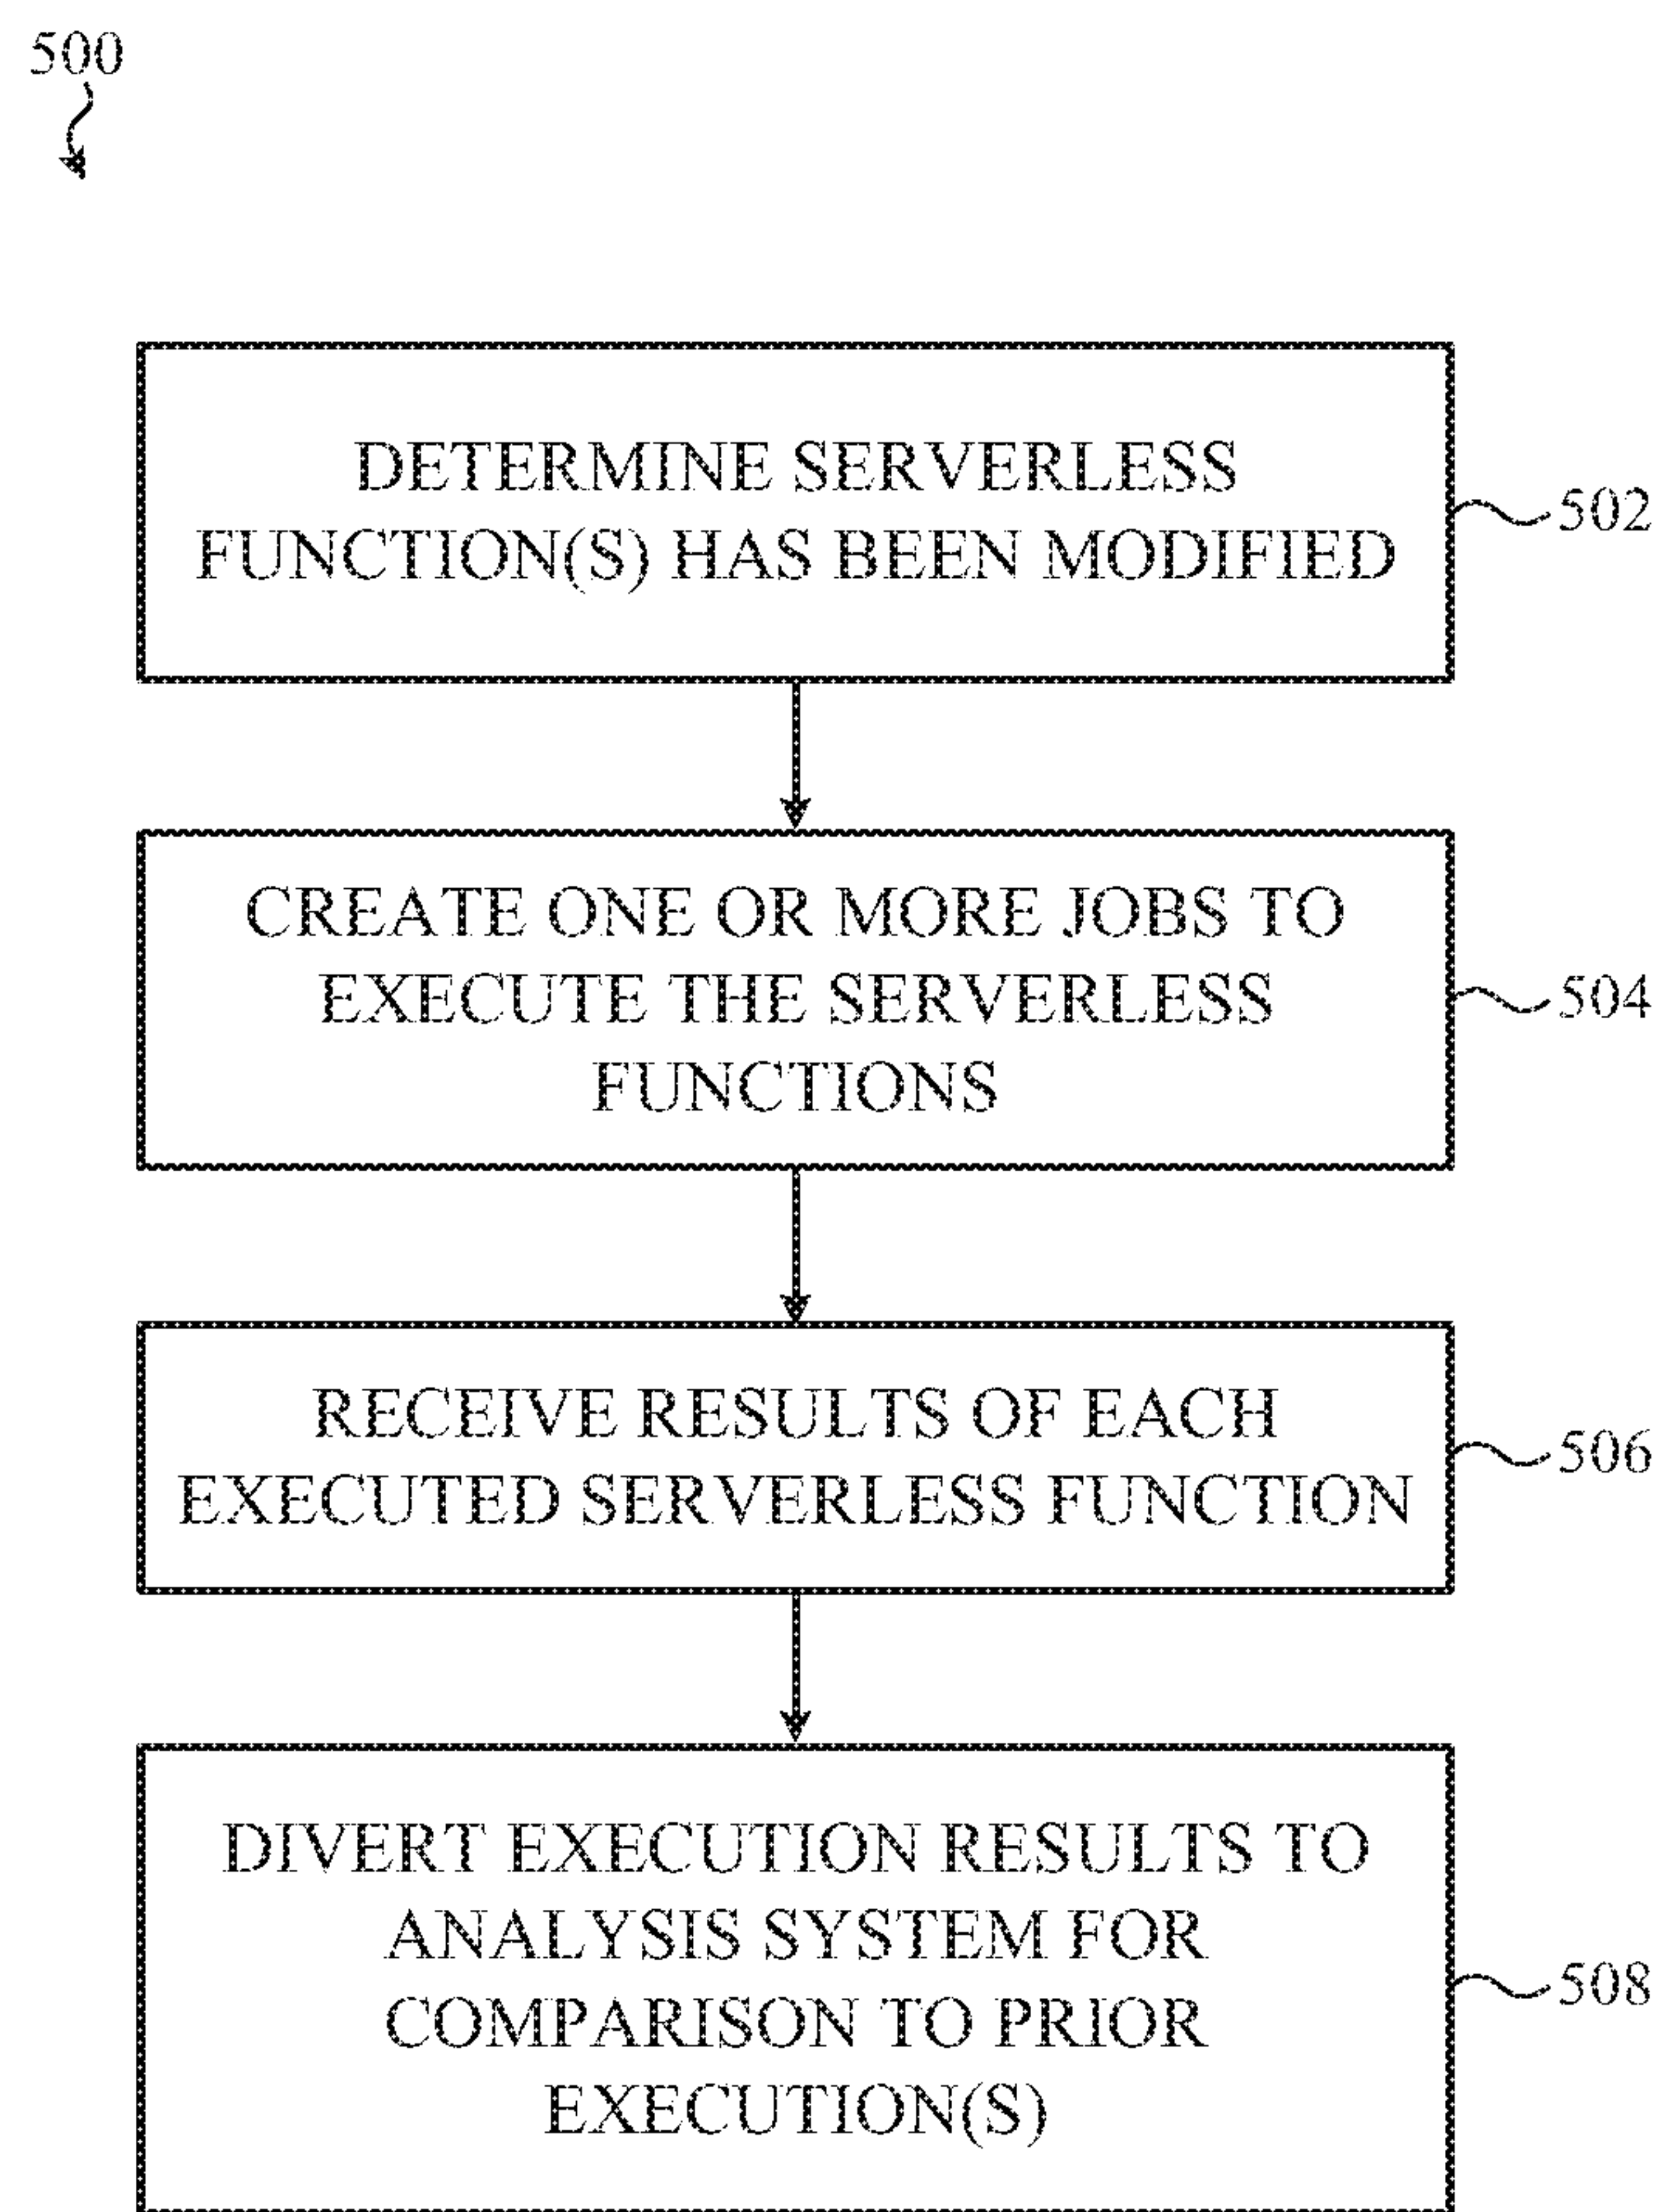 500
DETERMINE SERVERLESS
FUNCTION(S) HAS BEEN MODIFIED
502
CREATE ONE OR MORE JOBS TO
EXECUTE THE SERVERLESS
FUNCTIONS
504
RECEIVE RESULTS OF EACH
EXECUTED SERVERLESS FUNCTION
506
DIVERT EXECUTION RESULTS TO
ANALYSIS SYSTEM FOR
COMPARISON TO PRIOR
EXECUTION(S)
508